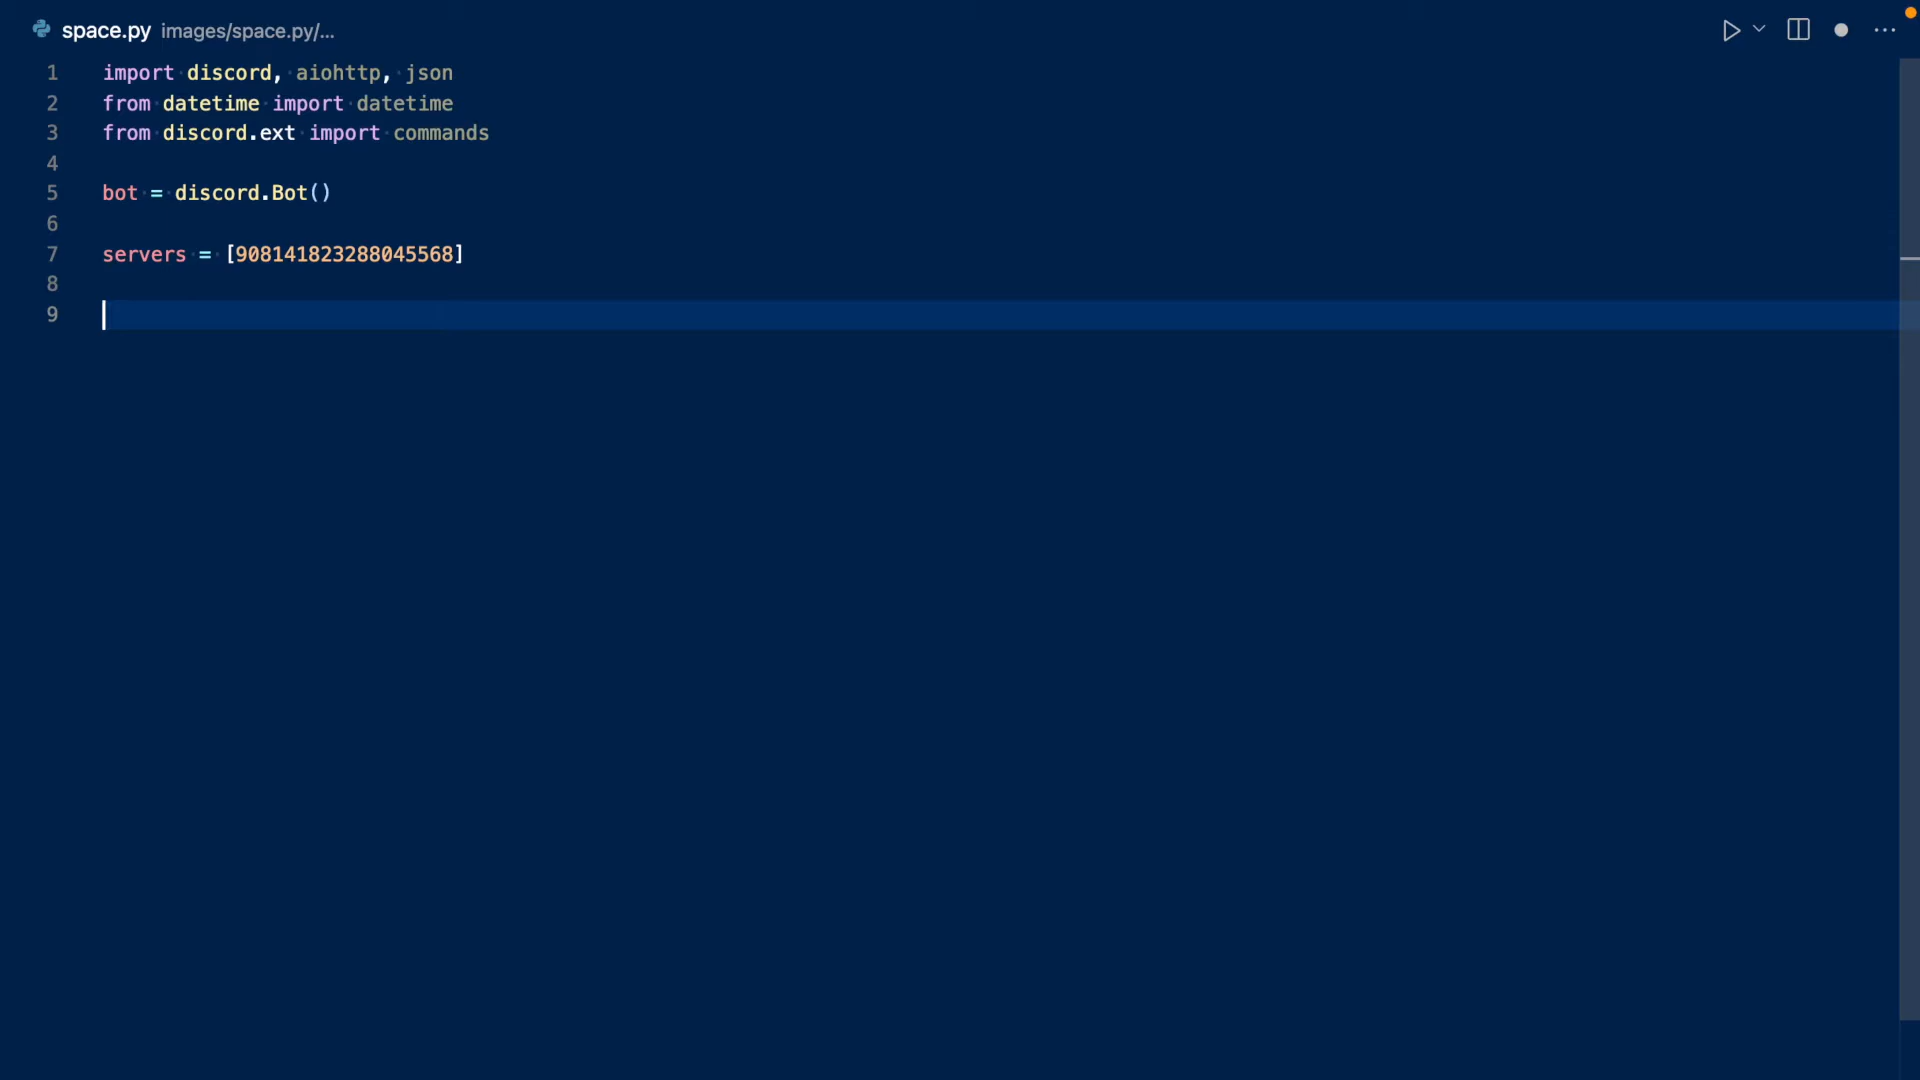 space.py images/space.py/...
1 import discord, aiohttp, json
2 from datetime import datetime
3 from discord.ext import commands
4
5 bot = discord.Bot()
6
7 servers = [908141823288045568]
8
9